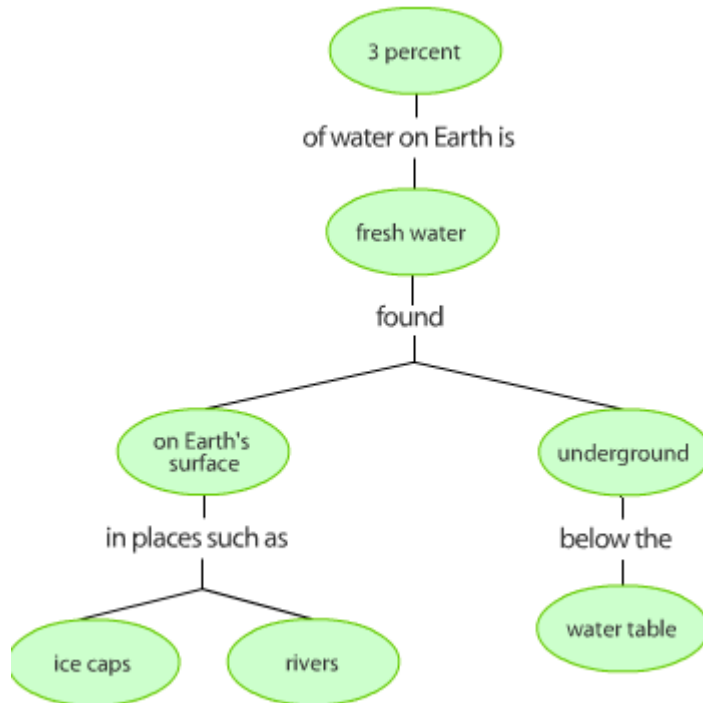 3 percent
of water on Earth is
fresh water
found
on Earth's
surface
underground
in places such as
below the
ice caps
rivers
water table